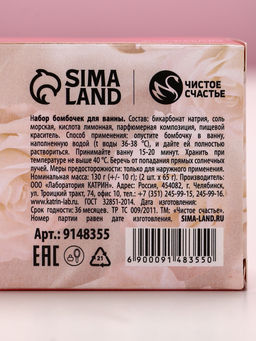 SIMA
LAND
ЧИСТОЕ
СЧАСТЬЕ
Набор бомбочек для ванны. Состав: бикарбонат натрия, соль
морская, кислота лимонная, парфюмерная композиция, пищевой
краситель. Способ применения: опустите бомбочку в ванну,
наполненную водой (t воды 36-38 °C), и дайте ей полностью
раствориться. Принимайте ванну 15-20 минут. Хранить при
температуре не выше 40 °C. Беречь от попадания прямых солнечных
лучей. Меры предосторожности: только для наружного применения.
Номинальная масса: 130 г (+/- 10 г) (2 шт. х 65 г). Производитель:
ООО «Лаборатория КАТРИН». Адрес: Россия, 454082, г. Челябинск,
ул. Троицкий тракт, 74, офис 10, тел.: +7 (351) 245-99-15, 245-99-16,
www.katrin-lab.ru. ГОСТ 32851-2014. Дата изготовления:
Срок годности: 36 месяцев. ТР ТС 009/2011. ТМ: «Чистое счастье».
Номер партии равен дате изготовления. SIMA-LAND.RU
Арт.: 9148355
21
6 900091 483550